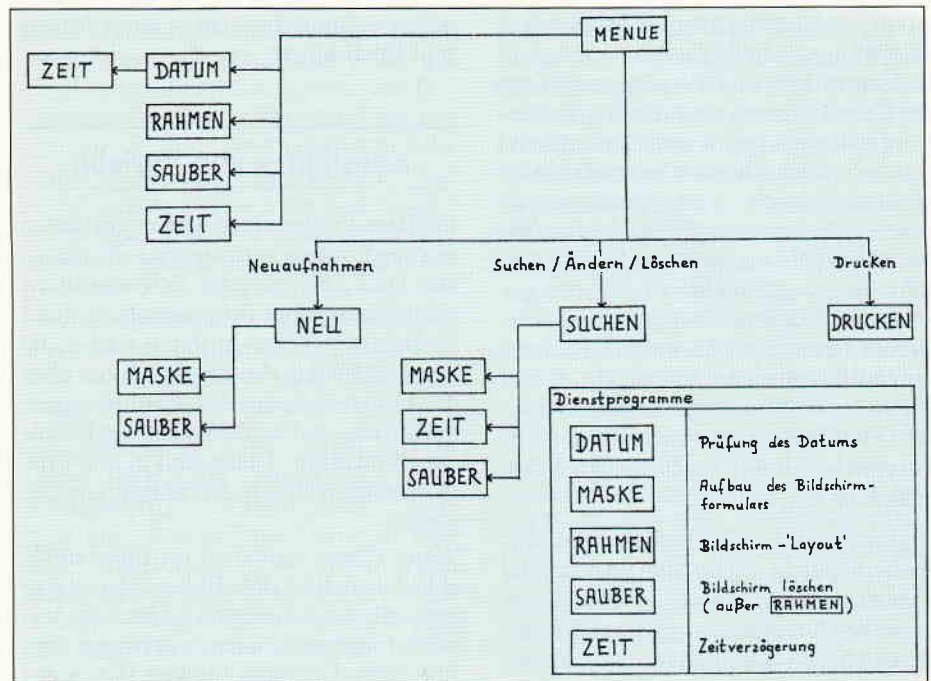 MENUE
ZEIT
DATUM
RAHMEN
SAUBER
ZEIT
Neuaufnahmen
Suchen / Ändern / Löschen
Drucken
NELL
SUCHEN
DRUCKEN
MASKE
SAUBER
MASKE
ZEIT
SAUBER
Dienstprogramme
DATUM
Prüfung des Datums
MASKE
Aufbau des Bildschirm-
formulars
RAHMEN
Bildschirm-'Layout'
SAUBER
Bildschirm löschen
(außer RAHMEN)
ZEIT
Zeitverzögerung